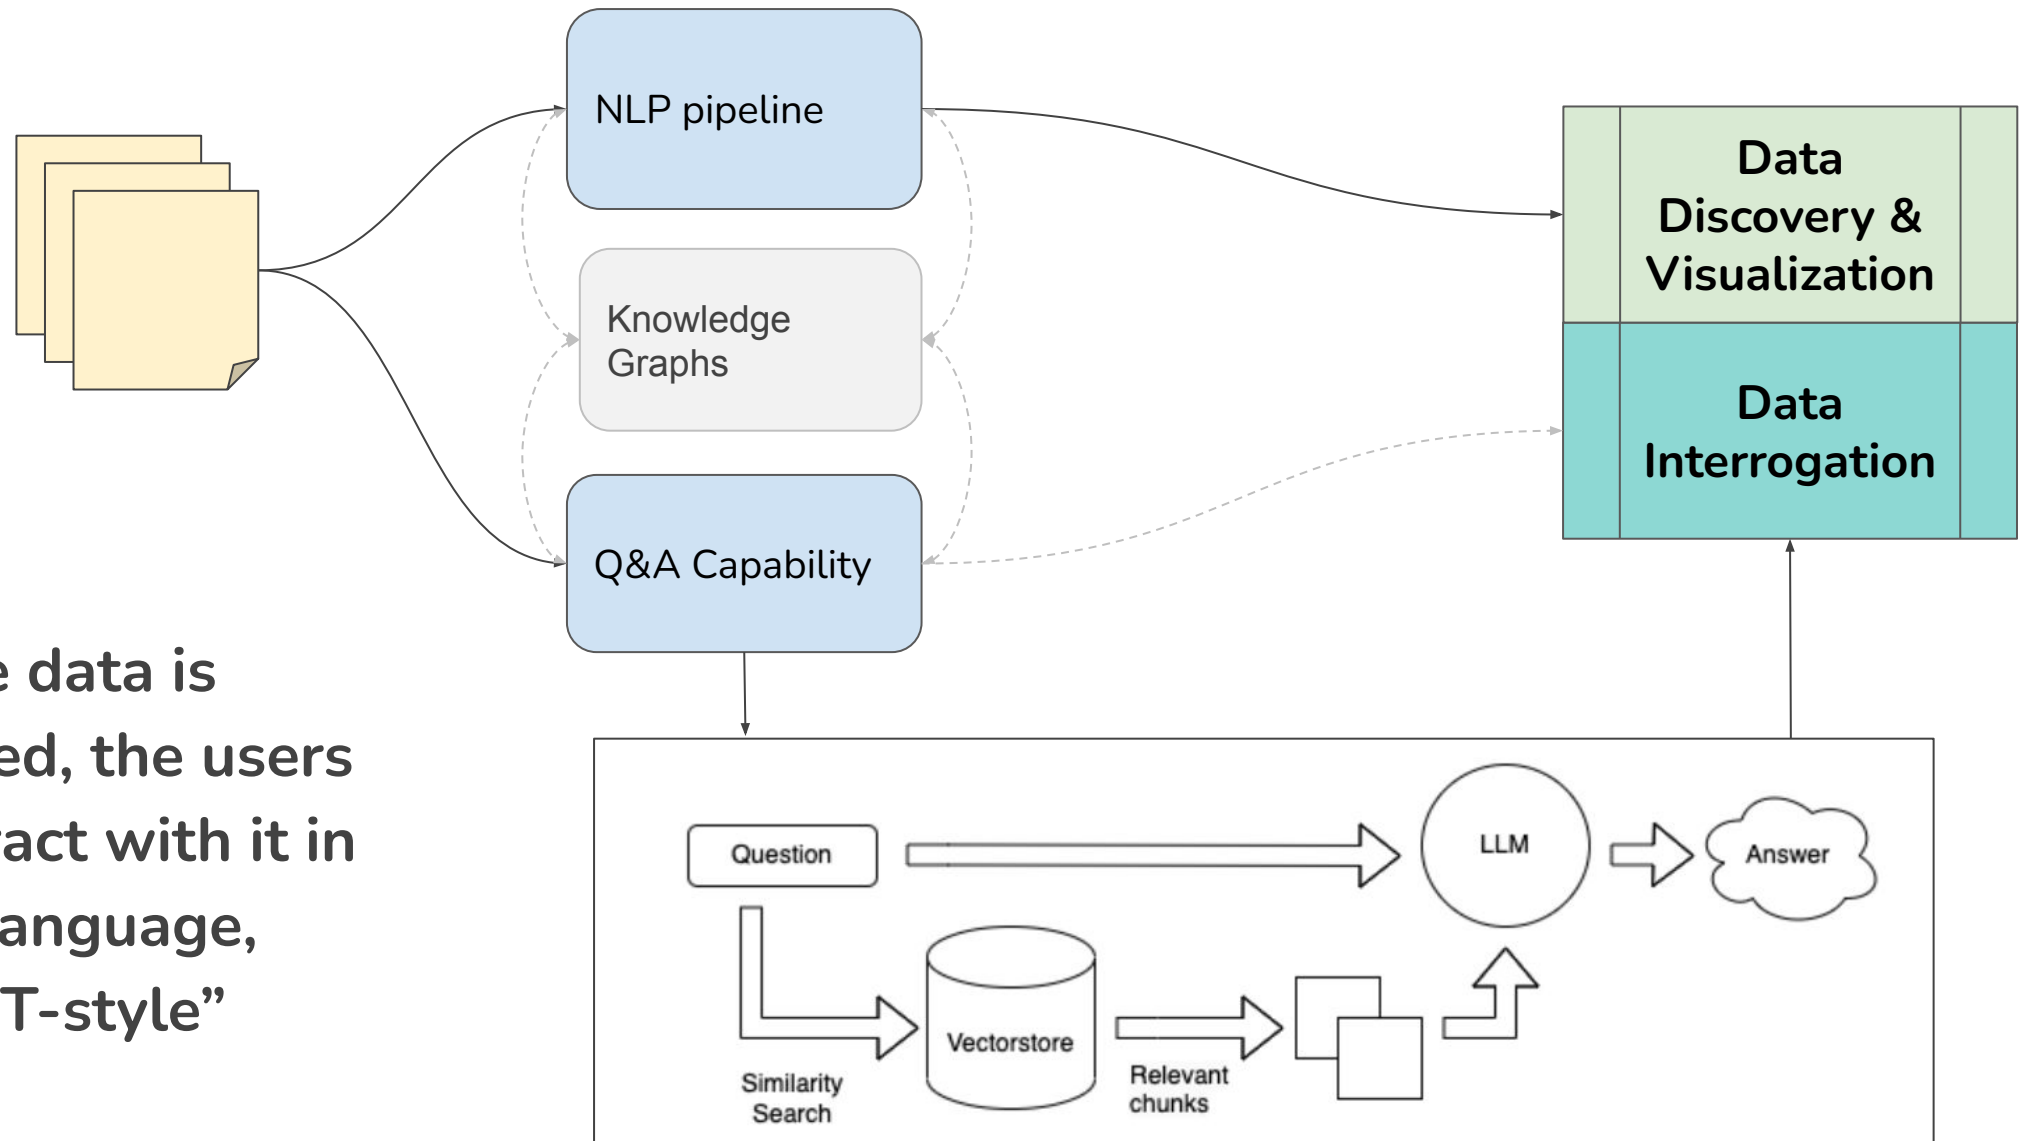 NLP pipeline
Knowledge
Graphs
Q&A Capability
Data
Discovery &
Visualization
Data
Interrogation
e data is
ed, the users
ract with it in
anguage,
T-style”
Question
LLM
Answer
Vectorstore
Similarity
Search
Relevant
chunks